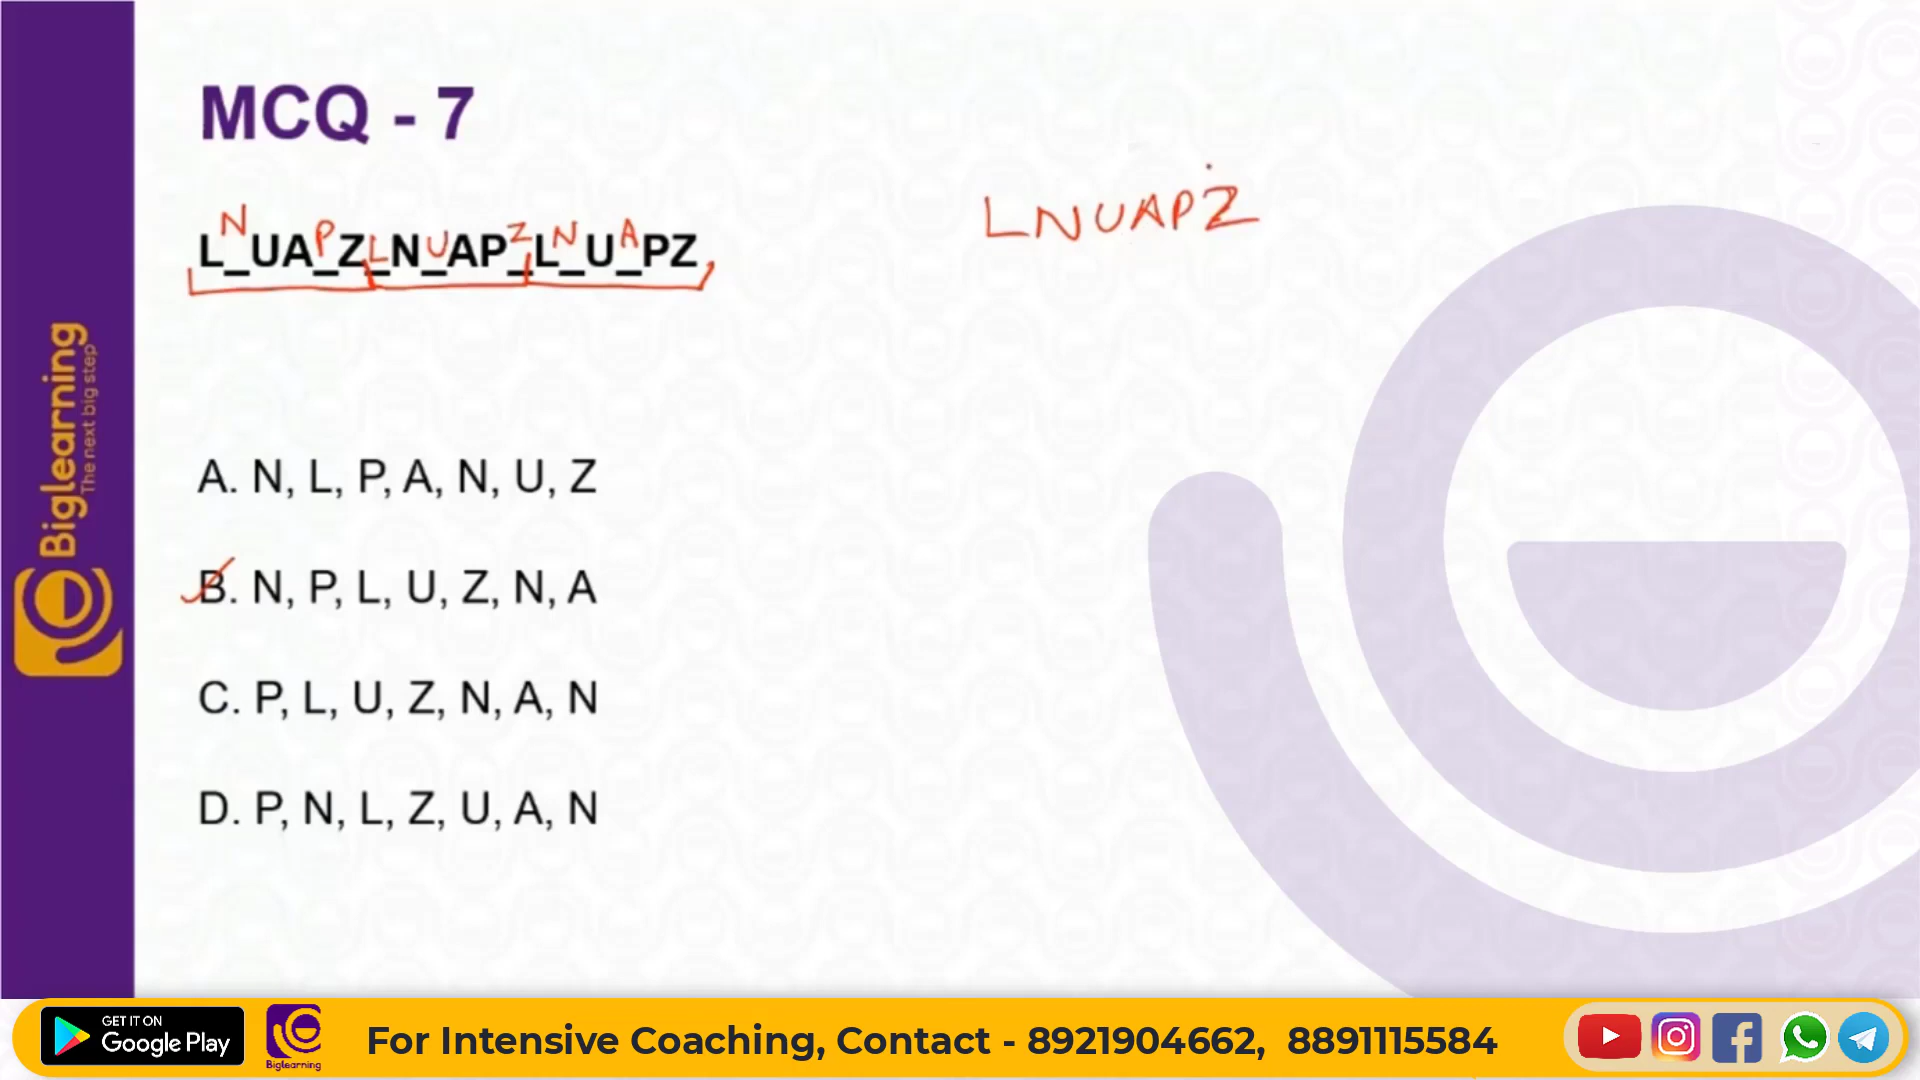 MCQ - 7
LNUAPZ
N P L U Z N A
L_UA_Z_N_AP_L_U_PZ
A. N, L, P, A, N, U, Z
B. N, P, L, U, Z, N, A
C. P, L, U, Z, N, A, N
D. P, N, L, Z, U, A, N
Biglearning
The next big step
GET IT ON
Google Play
Biglearning
For Intensive Coaching, Contact - 8921904662, 8891115584